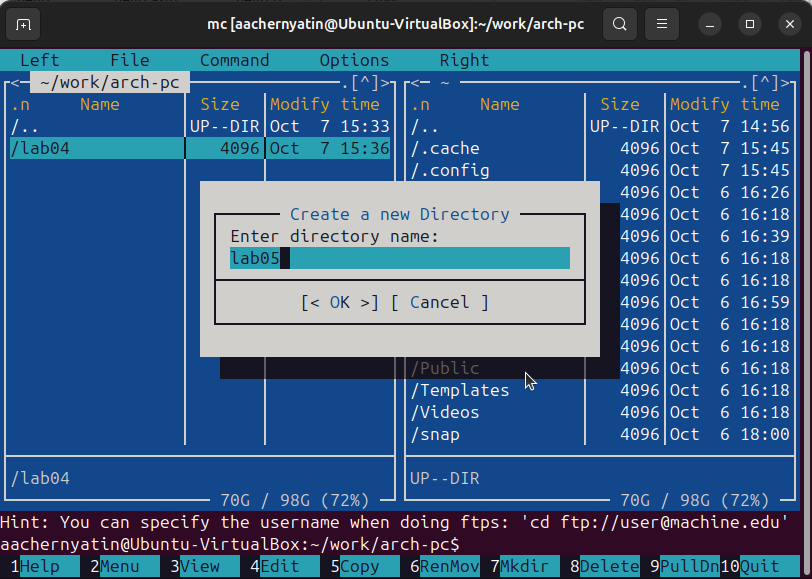 mc [aachernyatin@Ubuntu-VirtualBox]:~/work/arch-pc
Left File Command Options Right
<─ ~/work/arch-pc .[^]> <─ ~ .[^]>
.n Name Size Modify time .n Name Size Modify time
/.. UP--DIR Oct 7 15:33 /.. UP--DIR Oct 7 14:56
/lab04 4096 Oct 7 15:36 /.cache 4096 Oct 7 15:45
/.config 4096 Oct 7 15:45
4096 Oct 6 16:26
Create a new Directory 4096 Oct 6 16:18
Enter directory name: 4096 Oct 6 16:39
lab05 4096 Oct 6 16:18
4096 Oct 6 16:18
[< OK >] [ Cancel ] 4096 Oct 6 16:59
4096 Oct 6 16:18
4096 Oct 6 16:18
/Public 4096 Oct 6 16:18
/Templates 4096 Oct 6 16:18
/Videos 4096 Oct 6 16:18
/snap 4096 Oct 6 18:00
/lab04 UP--DIR
70G / 98G (72%) 70G / 98G (72%)
Hint: You can specify the username when doing ftps: 'cd ftp://user@machine.edu'
aachernyatin@Ubuntu-VirtualBox:~/work/arch-pc$
1Help 2Menu 3View 4Edit 5Copy 6RenMov 7Mkdir 8Delete 9PullDn 10Quit